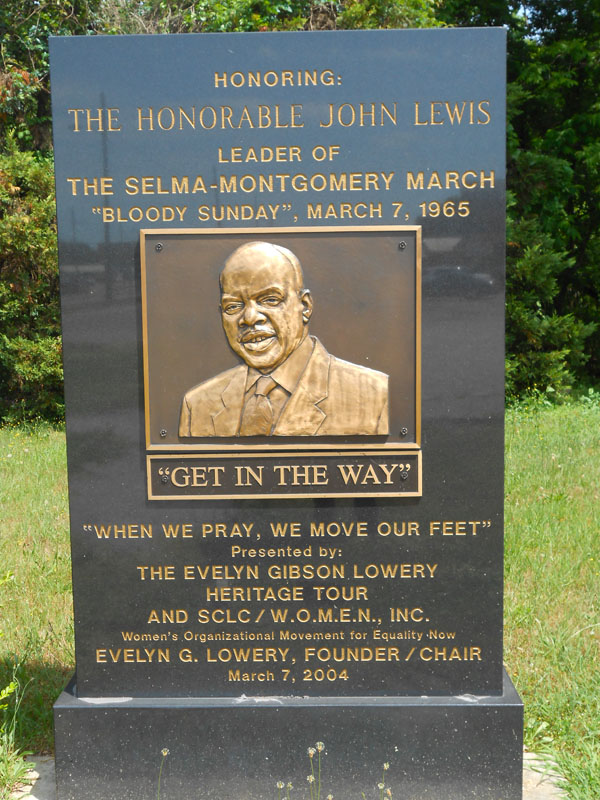 HONORING:
THE HONORABLE JOHN LEWIS
LEADER OF
THE SELMA-MONTGOMERY MARCH
"BLOODY SUNDAY", MARCH 7, 1965
"GET IN THE WAY"
"WHEN WE PRAY, WE MOVE OUR FEET"
Presented by:
THE EVELYN GIBSON LOWERY
HERITAGE TOUR
AND SCLC/W.O.M.E.N., INC.
Women's Organizational Movement for Equality Now
EVELYN G. LOWERY, FOUNDER/CHAIR
March 7, 2004